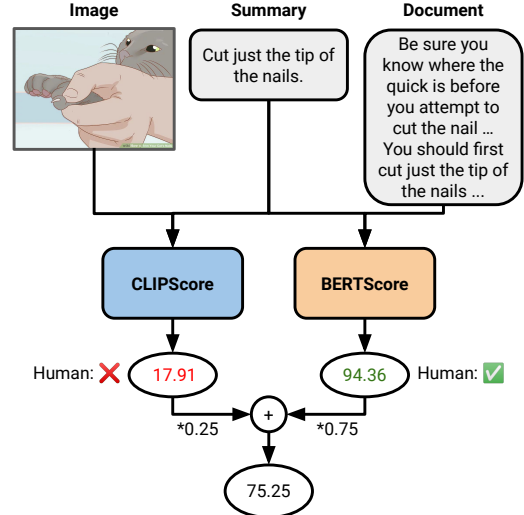 Image
Summary
Document
Cut just the tip of
the nails.
Be sure you
know where the
quick is before
you attempt to
cut the nail ...
You should first
cut just the tip of
the nails ...
CLIPScore
BERTScore
Human: ❌
17.91
94.36
Human: ✅
*0.25
+
*0.75
75.25